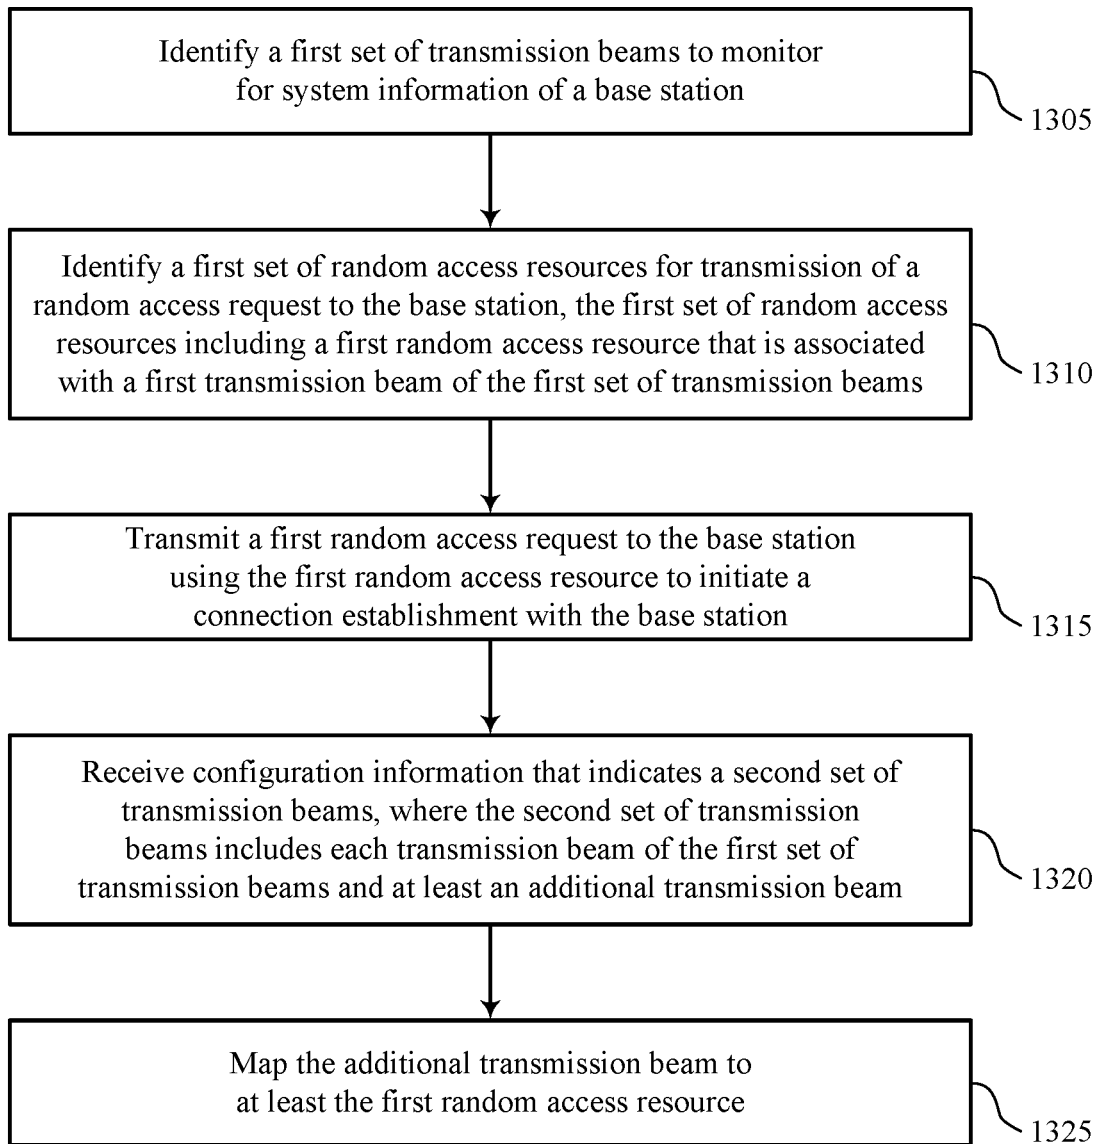 Identify a first set of transmission beams to monitor
for system information of a base station
1305
Identify a first set of random access resources for transmission of a
random access request to the base station, the first set of random access
resources including a first random access resource that is associated
with a first transmission beam of the first set of transmission beams
1310
Transmit a first random access request to the base station
using the first random access resource to initiate a
connection establishment with the base station
1315
Receive configuration information that indicates a second set of
transmission beams, where the second set of transmission
beams includes each transmission beam of the first set of
transmission beams and at least an additional transmission beam
1320
Map the additional transmission beam to
at least the first random access resource
1325